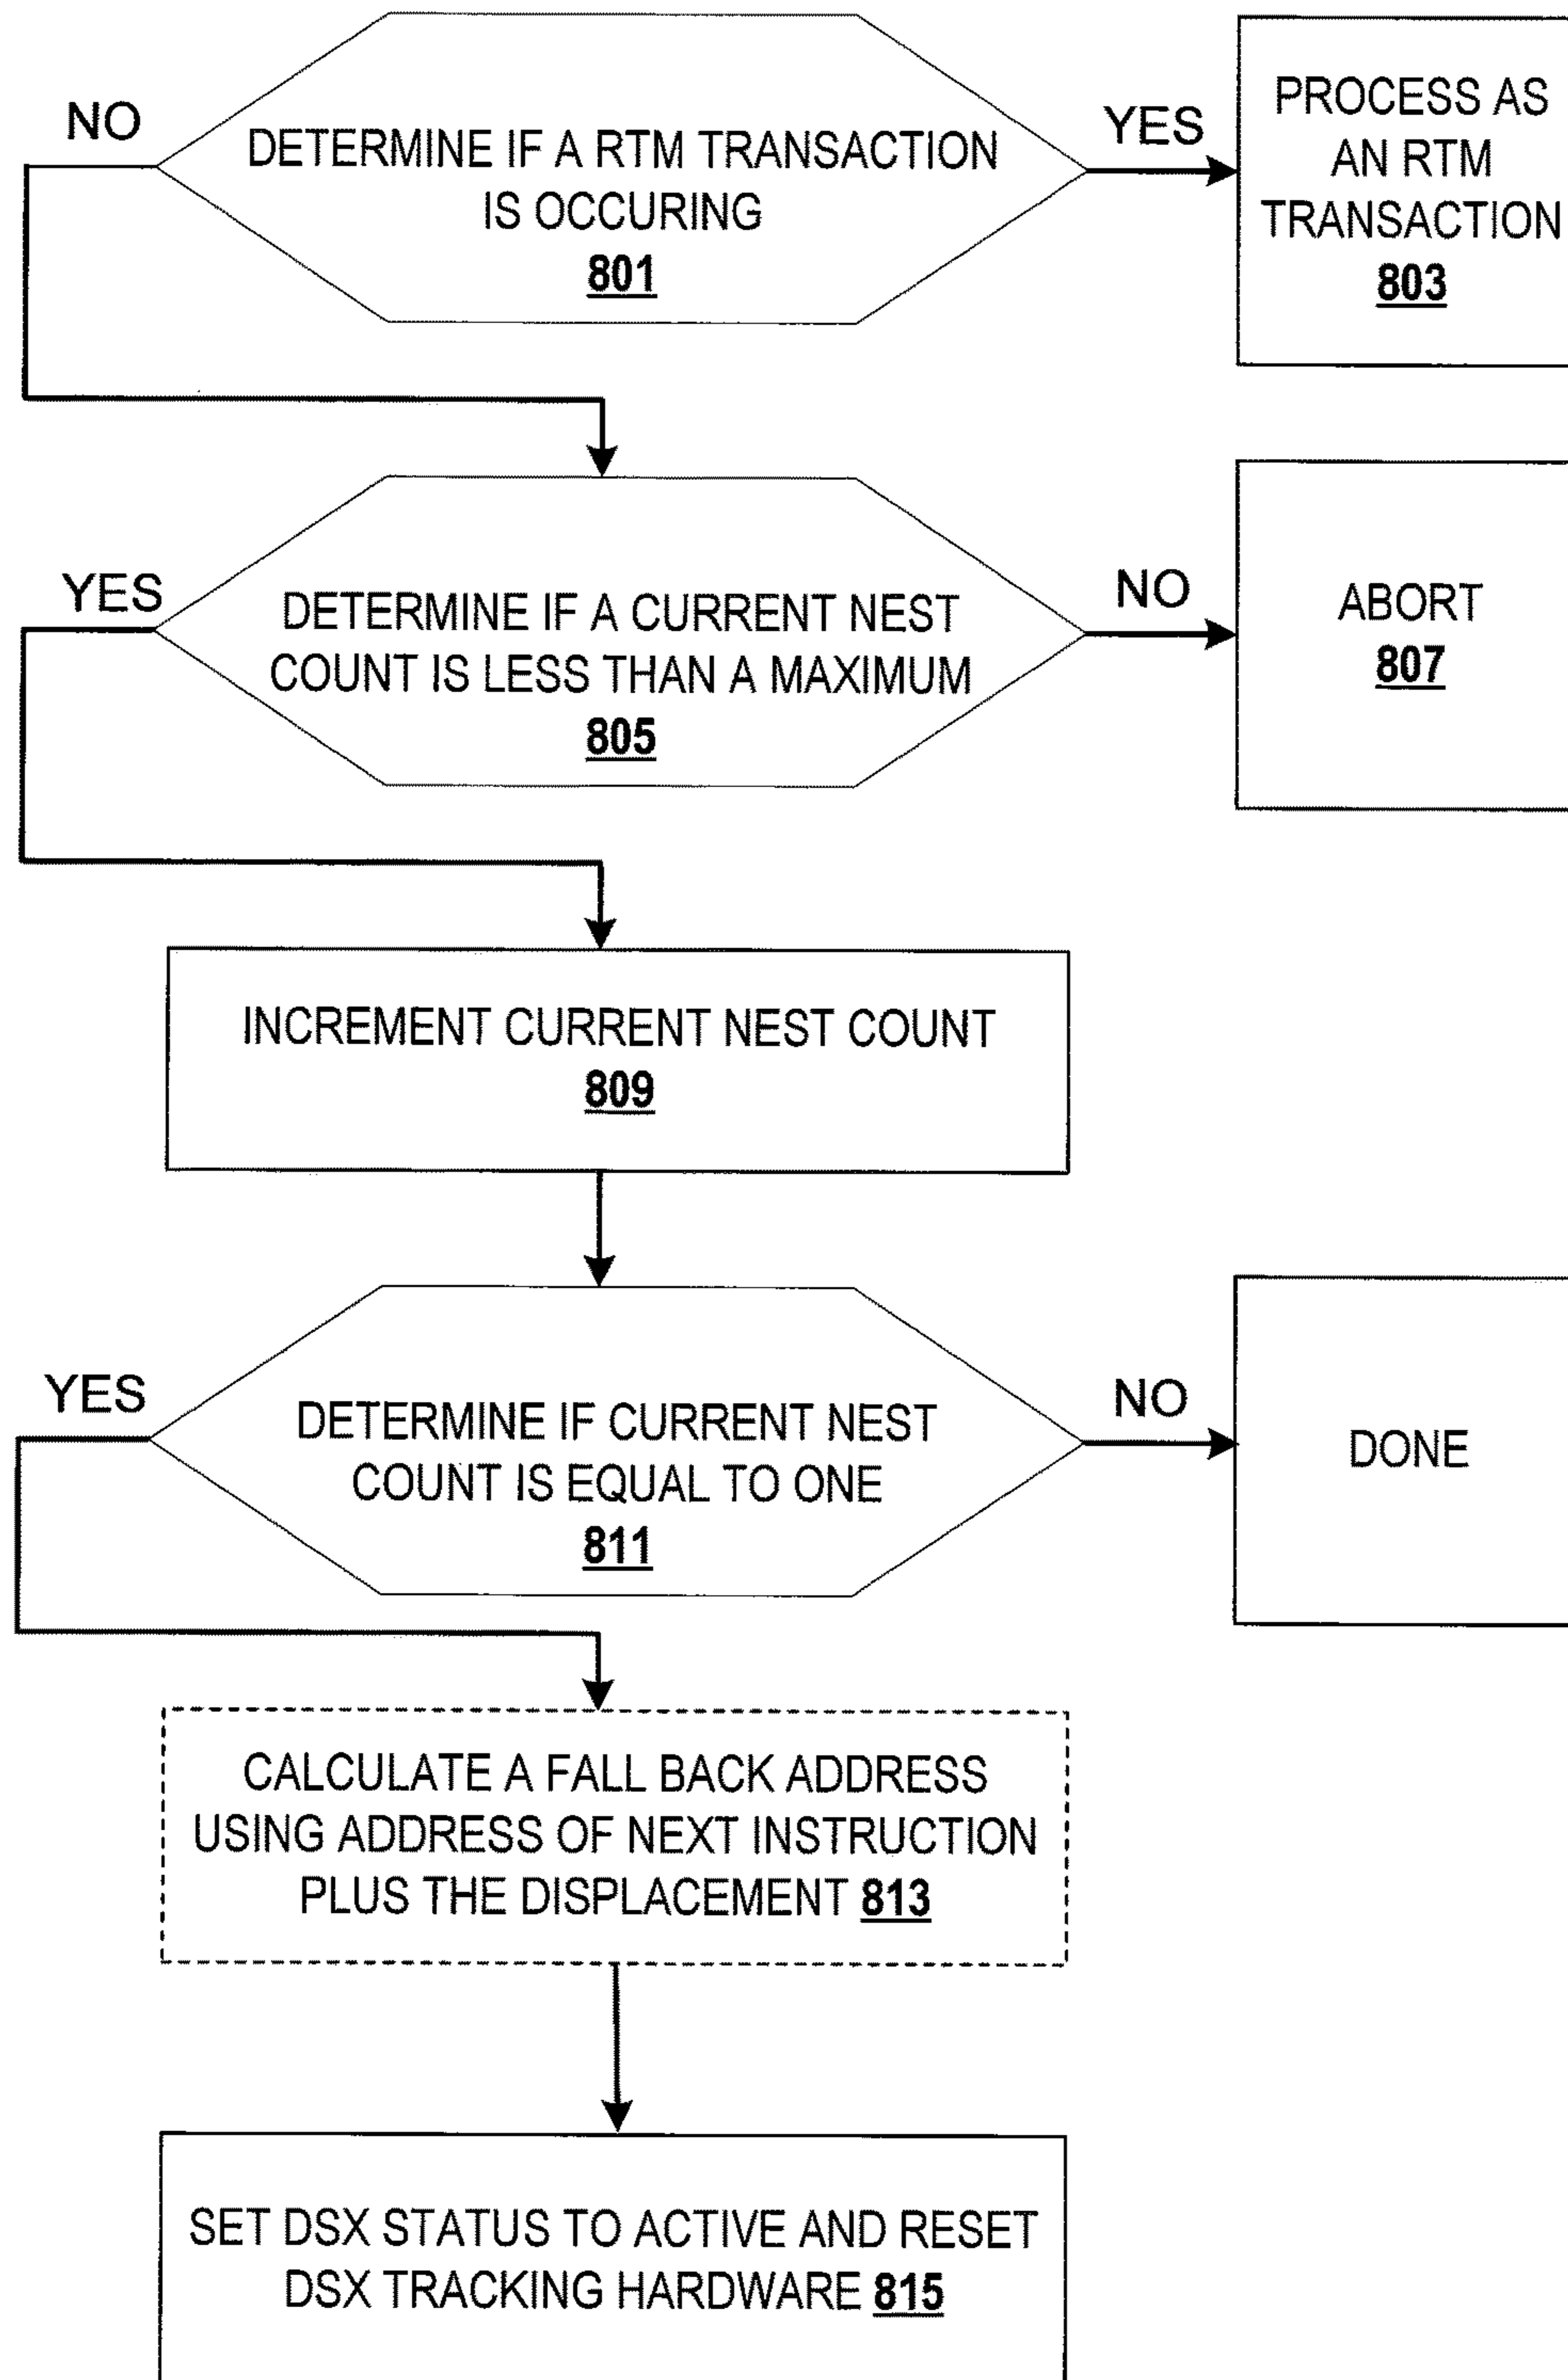 NO
DETERMINE IF A RTM TRANSACTION
IS OCCURING
801
YES
PROCESS AS
AN RTM
TRANSACTION
803
YES
DETERMINE IF A CURRENT NEST
COUNT IS LESS THAN A MAXIMUM
805
NO
ABORT
807
INCREMENT CURRENT NEST COUNT
809
YES
DETERMINE IF CURRENT NEST
COUNT IS EQUAL TO ONE
811
NO
DONE
CALCULATE A FALL BACK ADDRESS
USING ADDRESS OF NEXT INSTRUCTION
PLUS THE DISPLACEMENT 813
SET DSX STATUS TO ACTIVE AND RESET
DSX TRACKING HARDWARE 815